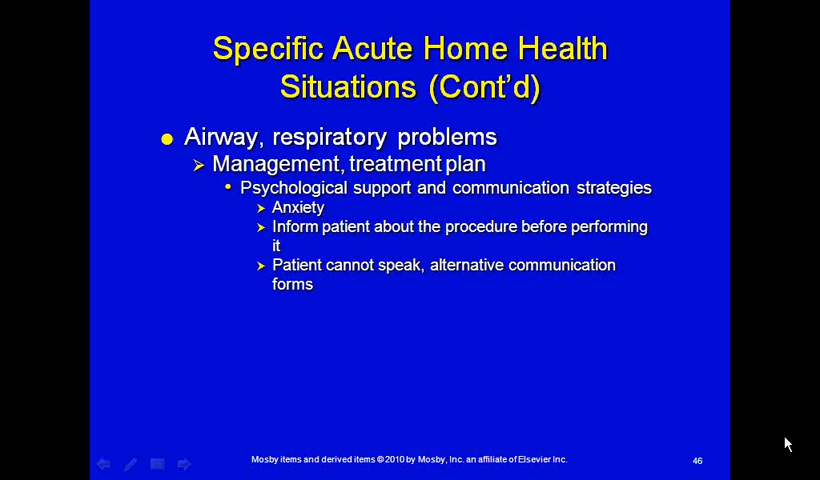 Specific Acute Home Health
Situations (Cont’d)
Airway, respiratory problems
Management, treatment plan
Psychological support and communication strategies
Anxiety
Inform patient about the procedure before performing
it
Patient cannot speak, alternative communication
forms
Mosby items and derived items © 2010 by Mosby, Inc. an affiliate of Elsevier Inc.
46